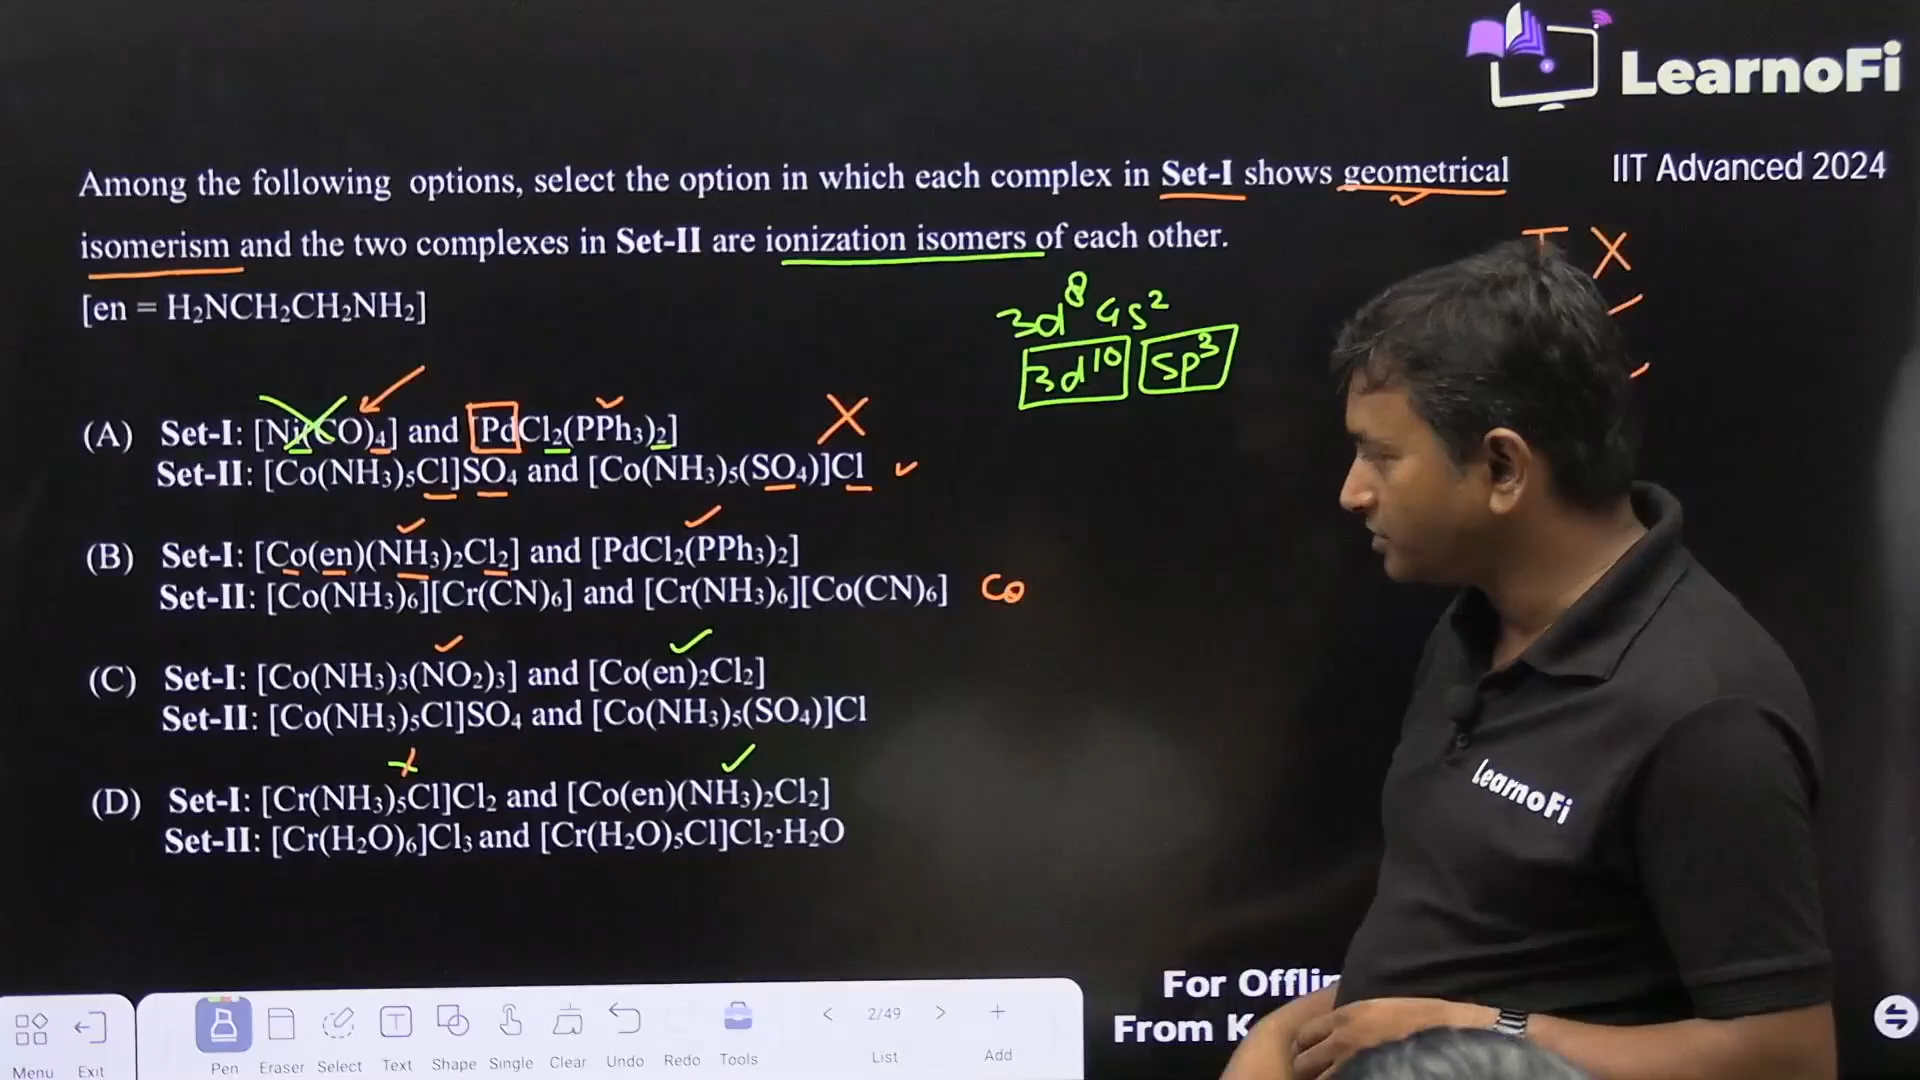 LearnoFi
IIT Advanced 2024
Among the following options, select the option in which each complex in Set-I shows geometrical
isomerism and the two complexes in Set-II are ionization isomers of each other.
[en = H₂NCH₂CH₂NH₂]
T X
3d⁸ 4s²
3d¹⁰ sp³
(A) Set-I: [Ni(CO)₄] and [PdCl₂(PPh₃)₂]
Set-II: [Co(NH₃)₅Cl]SO₄ and [Co(NH₃)₅(SO₄)]Cl
(B) Set-I: [Co(en)(NH₃)₂Cl₂] and [PdCl₂(PPh₃)₂]
Set-II: [Co(NH₃)₆][Cr(CN)₆] and [Cr(NH₃)₆][Co(CN)₆] Co
(C) Set-I: [Co(NH₃)₃(NO₂)₃] and [Co(en)₂Cl₂]
Set-II: [Co(NH₃)₅Cl]SO₄ and [Co(NH₃)₅(SO₄)]Cl
(D) Set-I: [Cr(NH₃)₅Cl]Cl₂ and [Co(en)(NH₃)₂Cl₂]
Set-II: [Cr(H₂O)₆]Cl₃ and [Cr(H₂O)₅Cl]Cl₂·H₂O
LearnoFi
For
From
2/49
Menu Exit Pen Eraser Select Text Shape Single Clear Undo Redo Tools List Add